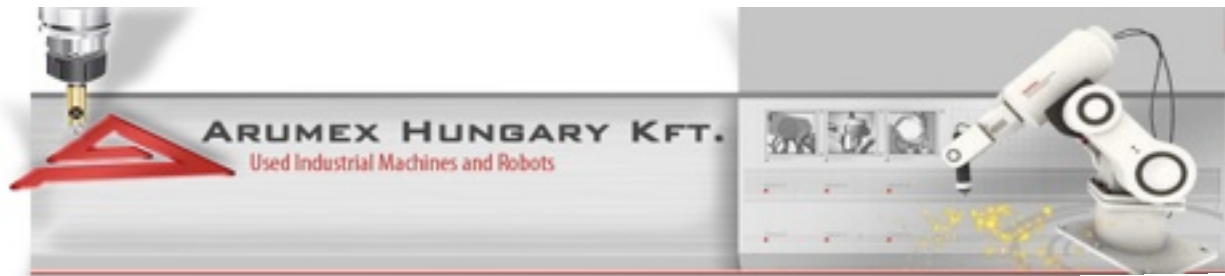 ARUMEX HUNGARY KFT.
Used Industrial Machines and Robots